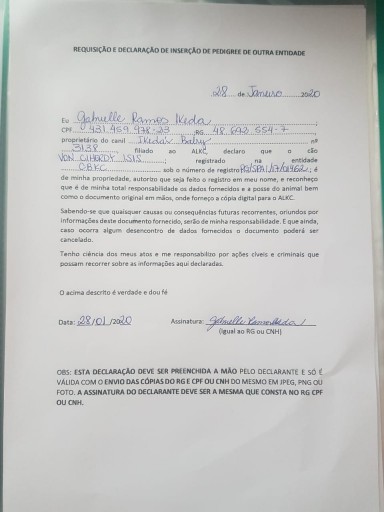 REQUISIÇÃO E DECLARAÇÃO DE INSERÇÃO DE PEDIGREE DE OUTRA ENTIDADE
28 de Janeiro 2020
Eu Gabrielle Ramos Ikeda;
CPF 431.459.978-23 RG 48.692.554-7,
proprietário do canil Ikeda's Bully nº
3138 filiado ao ALKC, declaro que o cão
VON CHERDY ISIS registrado na entidade
CBKC sob o número de registro; é
de minha propriedade, autorizo que seja feito o registro em meu nome, e reconheço
que é de minha total responsabilidade os dados fornecidos e a posse do animal bem
como o documento original em mãos, onde forneço a cópia digital para o ALKC.
Sabendo-se que quaisquer causas ou consequências futuras recorrentes, oriundos por
informações deste documento fornecido, serão de minha responsabilidade. E que ainda,
caso ocorra algum desencontro de dados fornecidos o documento poderá ser
cancelado.
Tenho ciência dos meus atos e me responsabilizo por ações cíveis e criminais que
possam recorrer as informações aqui declaradas.
O acima descrito é verdade e dou fé
Data: 28/01/2020 Assinatura: Gabrielle Ramos Ikeda
(igual ao RG ou CNH)
OBS: ESTA DECLARAÇÃO DEVE SER PREENCHIDA A MÃO PELO DECLARANTE E SÓ É
VÁLIDA COM O ENVIO DAS CÓPIAS DO RG E CPF OU CNH DO MESMO EM JPEG, PNG OU
FOTO. A ASSINATURA DO DECLARANTE DEVE SER A MESMA QUE CONSTA NO RG CPF
OU CNH.